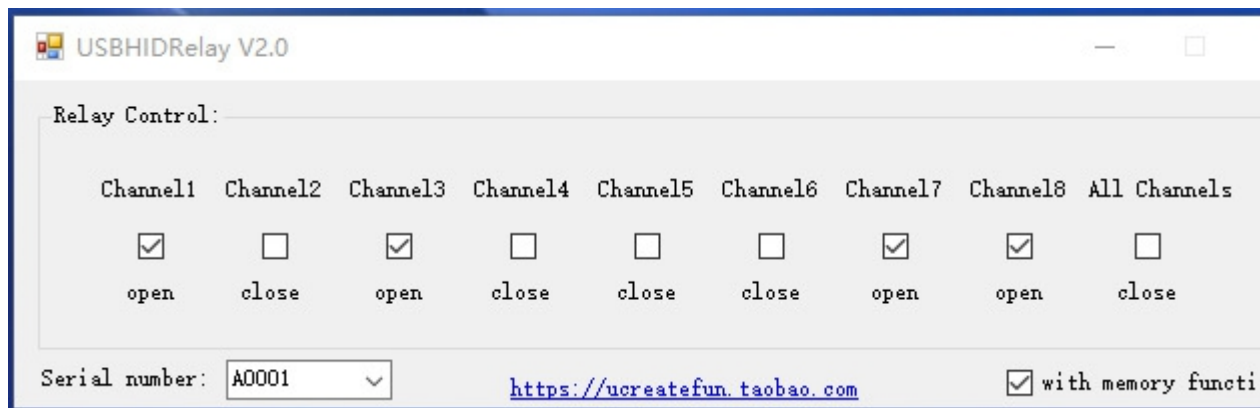 USBHIDRelay V2.0
Relay Control:
Channel1 Channel2 Channel3 Channel4 Channel5 Channel6 Channel7 Channel8 All Channels
open close open close close close open open close
Serial number: A0001 https://ucreatefun.taobao.com with memory functi